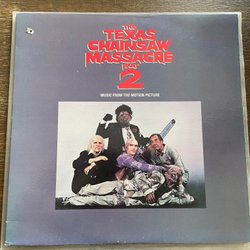 THE
TEXAS
CHAINSAW
MASSACRE
PART
2
MUSIC FROM THE MOTION PICTURE